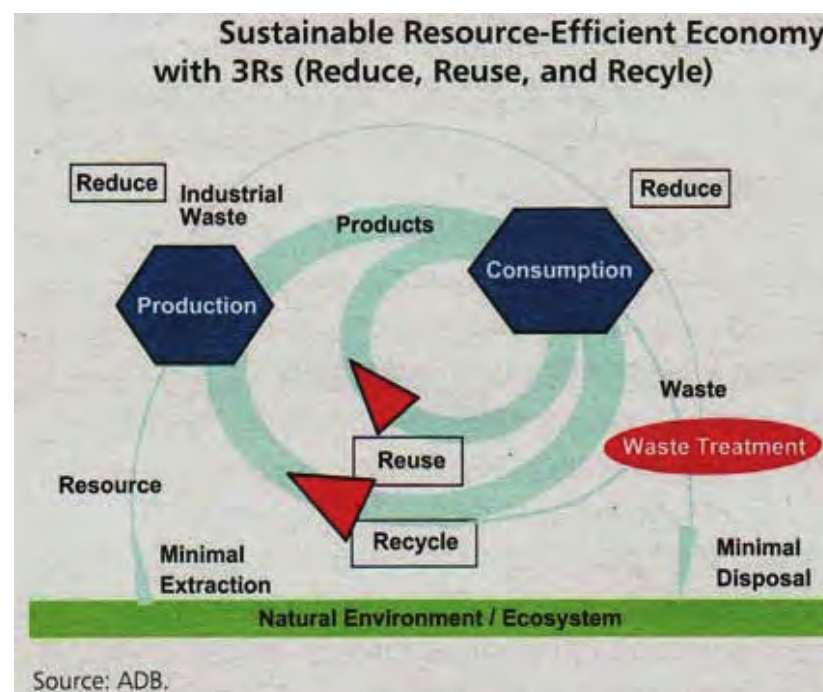 Sustainable Resource-Efficient Economy
with 3Rs (Reduce, Reuse, and Recyle)
Reduce
Industrial
Waste
Reduce
Products
Production
Consumption
Waste
Waste Treatment
Reuse
Resource
Recycle
Minimal
Extraction
Minimal
Disposal
Natural Environment / Ecosystem
Source: ADB.